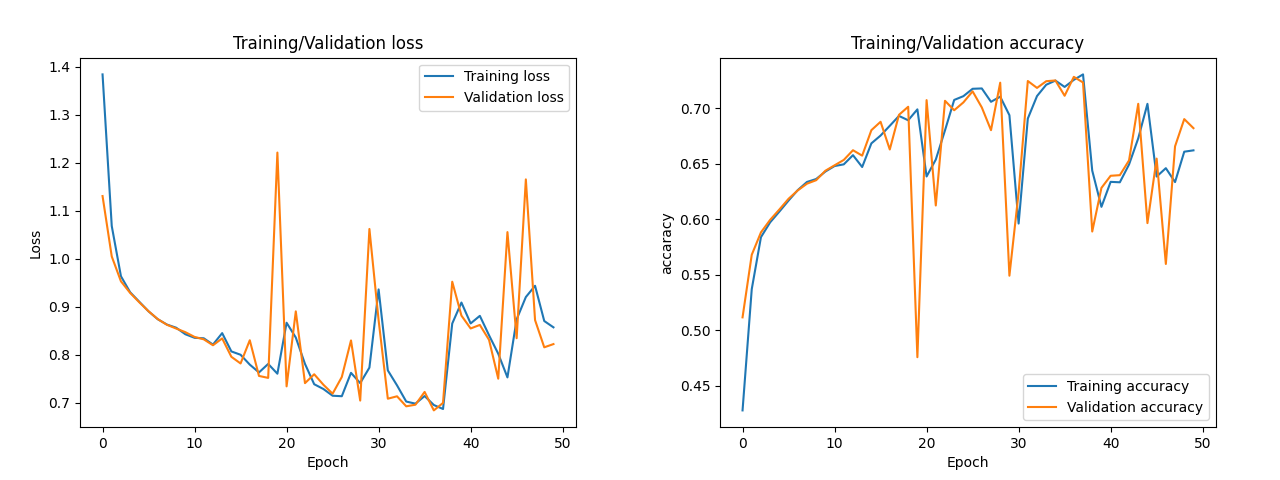 Training/Validation loss
1.4
1.3
1.2
1.1
1.0
0.9
0.8
0.7
Loss
0
10
20
30
40
50
Epoch
Training loss
Validation loss
Training/Validation accuracy
0.70
0.65
0.60
0.55
0.50
0.45
accaracy
0
10
20
30
40
50
Epoch
Training accuracy
Validation accuracy